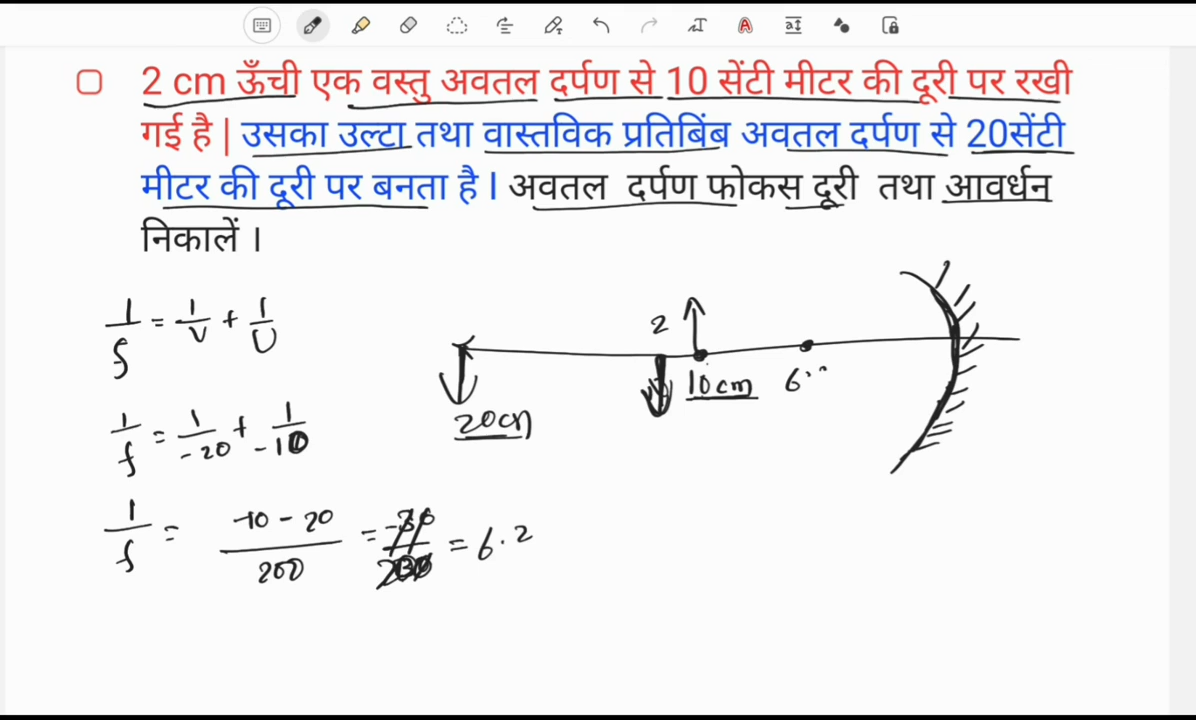 2 cm ऊँची एक वस्तु अवतल दर्पण से 10 सेंटी मीटर की दूरी पर रखी
गई है | उसका उल्टा तथा वास्तविक प्रतिबिंब अवतल दर्पण से 20सेंटी
मीटर की दूरी पर बनता है । अवतल दर्पण फोकस दूरी तथा आवर्धन
निकालें ।
1/f = 1/v + 1/U
2
10cm
20cm
1/f = 1/-20 + 1/-10
1/f = -10 - 20 / 200 = -30 / 200 = 6.2